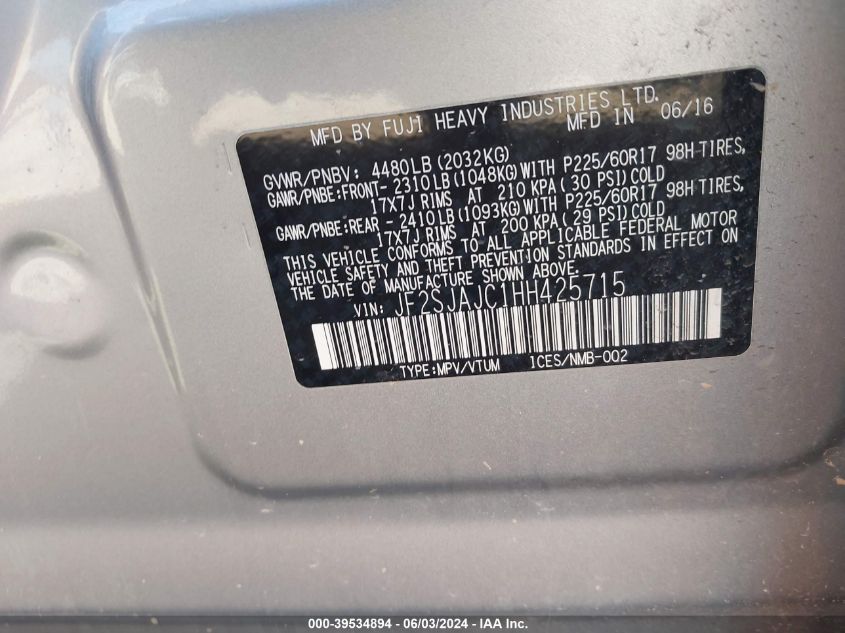 MFD BY FUJI HEAVY INDUSTRIES LTD.
MFD IN 06/16
GVWR/PNBV: 4480LB (2032KG)
GAWR/PNBE:FRONT- 2310LB(1048KG)WITH P225/60R17 98H TIRES,
17X7J RIMS AT 210 KPA( 30 PSI)COLD
GAWR/PNBE:REAR - 2410LB(1093KG)WITH P225/60R17 98H TIRES,
17X7J RIMS AT 200 KPA( 29 PSI)COLD
THIS VEHICLE CONFORMS TO ALL APPLICABLE FEDERAL MOTOR
VEHICLE SAFETY AND THEFT PREVENTION STANDARDS IN EFFECT ON
THE DATE OF MANUFACTURE SHOWN ABOVE.
VIN: JF2SJAJC1HH425715
TYPE:MPV/VTUM ICES/NMB-002
000-39534894 - 06/03/2024 - IAA Inc.